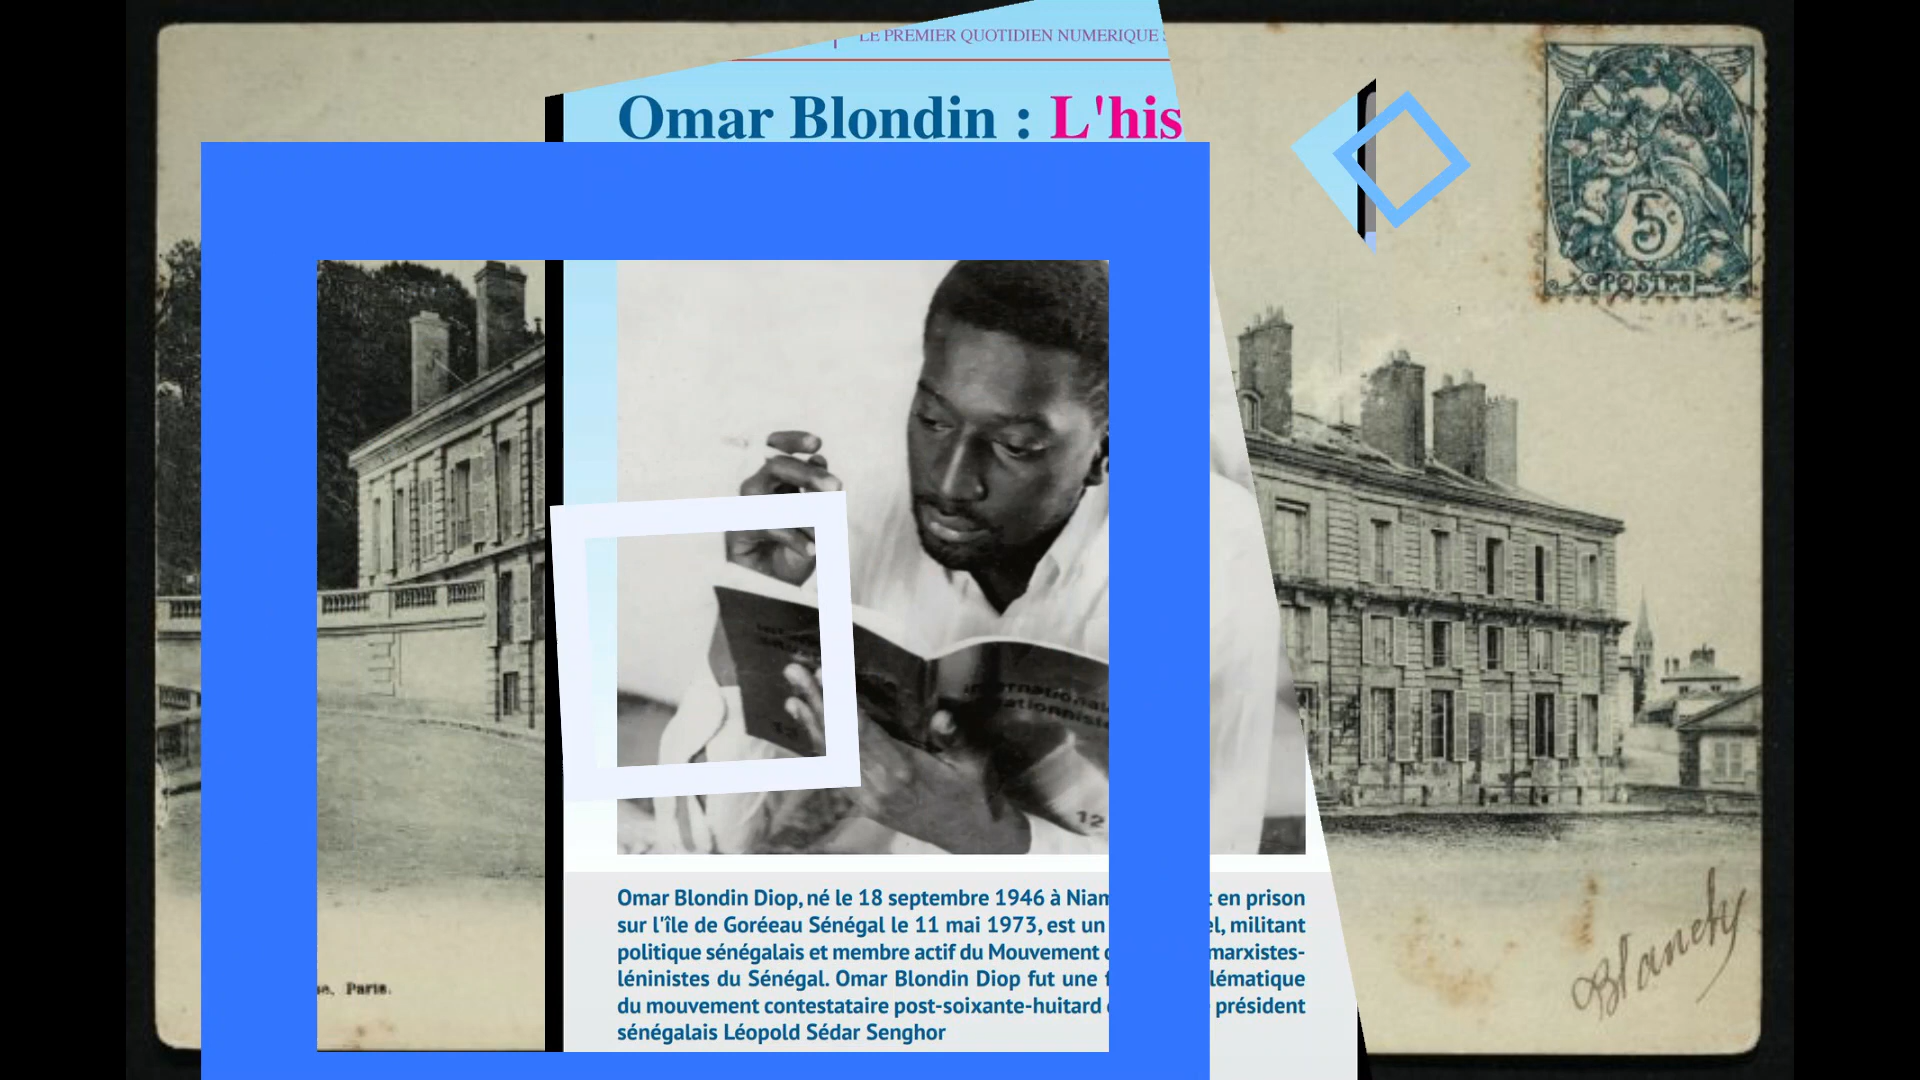 LE PREMIER QUOTIDIEN NUMERIQUE
Omar Blondin : L'his
5c
POSTES
12
12
Omar Blondin Diop, né le 18 septembre 1946 à Niam t en prison
sur l'île de Goréeau Sénégal le 11 mai 1973, est un el, militant
politique sénégalais et membre actif du Mouvement marxistes-
léninistes du Sénégal. Omar Blondin Diop fut une f lématique
du mouvement contestataire post-soixante-huitard président
sénégalais Léopold Sédar Senghor
Paris.
Blanchy